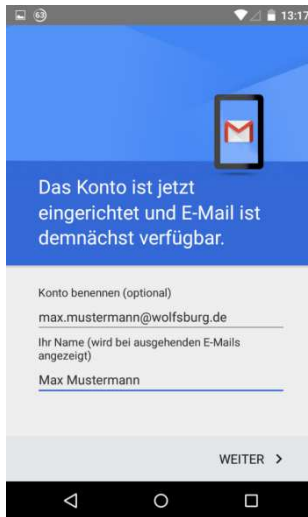 63
13:17
Das Konto ist jetzt
eingerichtet und E-Mail ist
demnächst verfügbar.
Konto benennen (optional)
max.mustermann@wolfsburg.de
Ihr Name (wird bei ausgehenden E-Mails
angezeigt)
Max Mustermann
WEITER